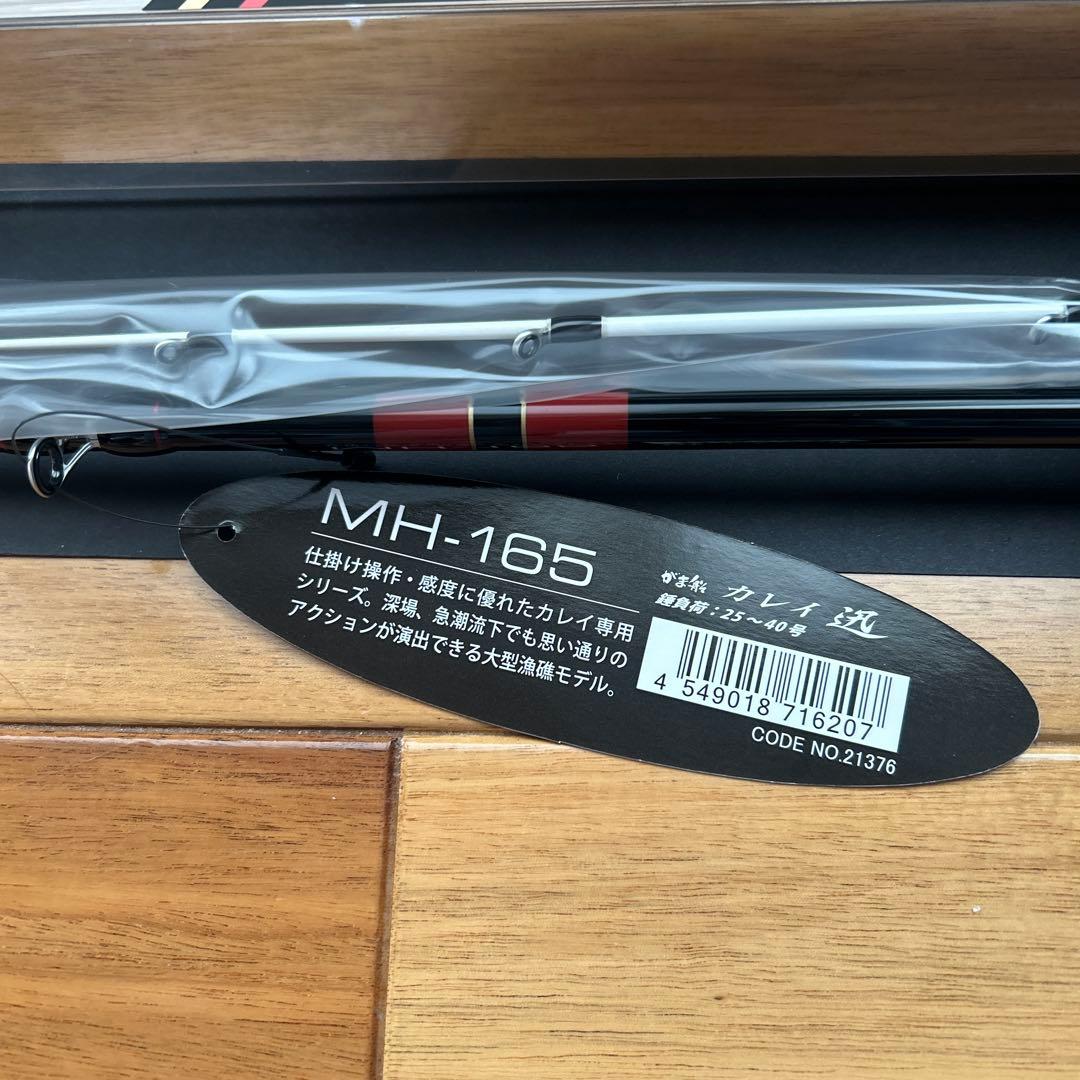 MH-165
仕掛け操作・感度に優れたカレイ専用
シリーズ。深場、急潮流下でも思い通りの
アクションが演出できる大型漁礁モデル。
がま船 カレイ 迅
錘負荷：25～40号
4 549018 716207
CODE NO.21376